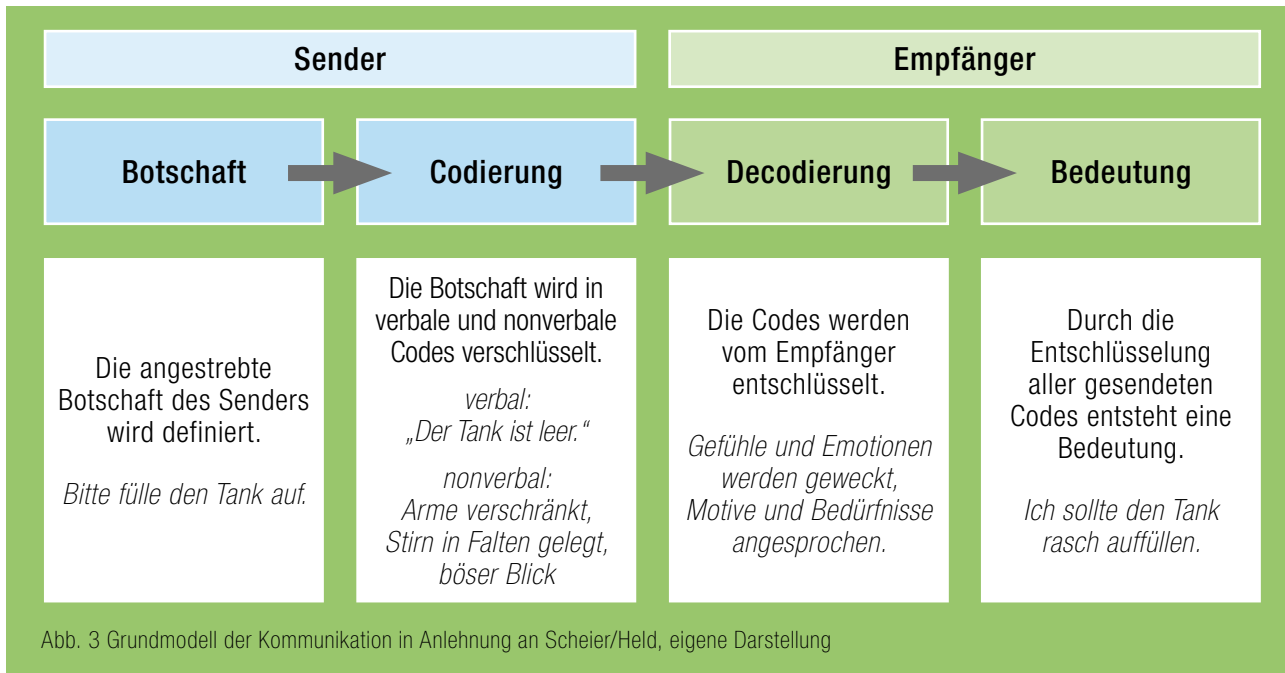 Sender
Empfänger
Botschaft
Codierung
Decodierung
Bedeutung
Die angestrebte
Botschaft des Senders
wird definiert.
Bitte fülle den Tank auf.
Die Botschaft wird in
verbale und nonverbale
Codes verschlüsselt.
verbal:
„Der Tank ist leer.“
nonverbal:
Arme verschränkt,
Stirn in Falten gelegt,
böser Blick
Die Codes werden
vom Empfänger
entschlüsselt.
Gefühle und Emotionen
werden geweckt,
Motive und Bedürfnisse
angesprochen.
Durch die
Entschlüsselung
aller gesendeten
Codes entsteht eine
Bedeutung.
Ich sollte den Tank
rasch auffüllen.
Abb. 3 Grundmodell der Kommunikation in Anlehnung an Scheier/Held, eigene Darstellung